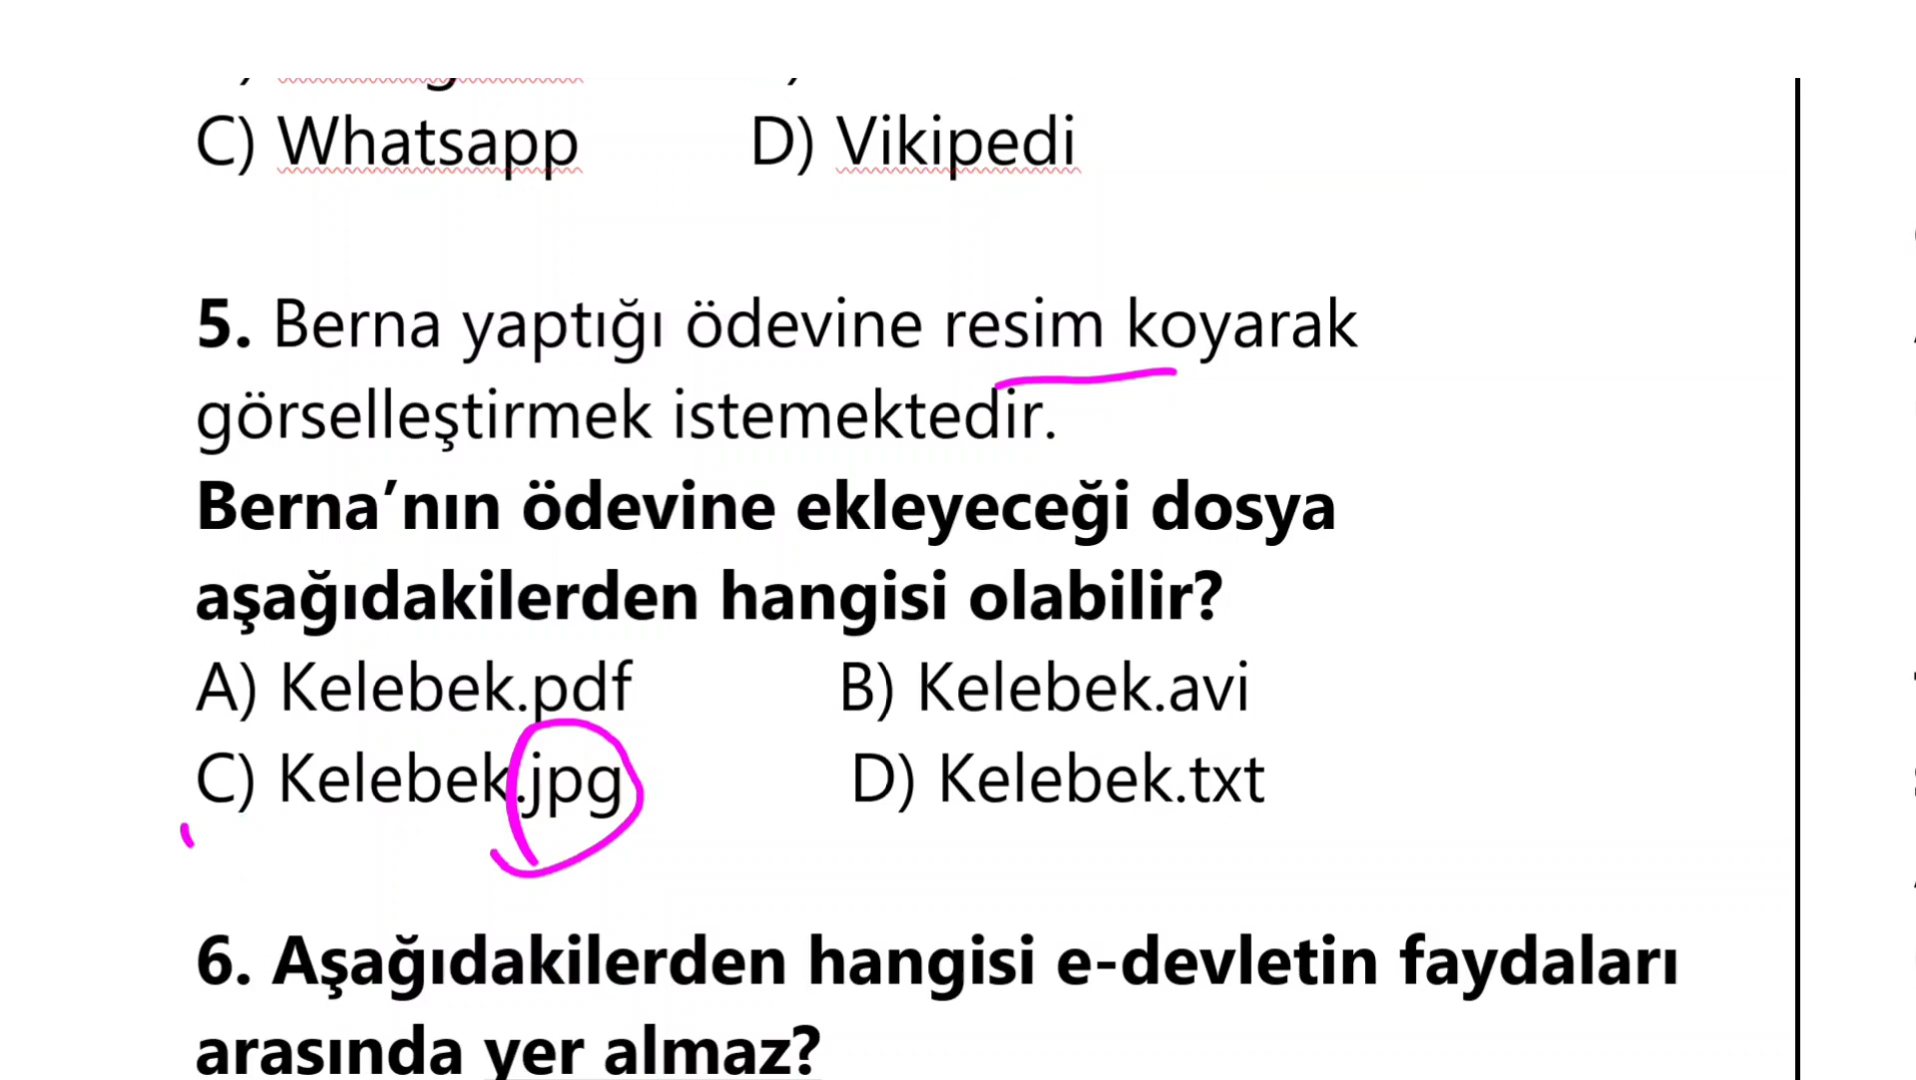 C) Whatsapp D) Vikipedi
5. Berna yaptığı ödevine resim koyarak
görselleştirmek istemektedir.
Berna’nın ödevine ekleyeceği dosya
aşağıdakilerden hangisi olabilir?
A) Kelebek.pdf B) Kelebek.avi
C) Kelebek.jpg D) Kelebek.txt
6. Aşağıdakilerden hangisi e-devletin faydaları
arasında yer almaz?